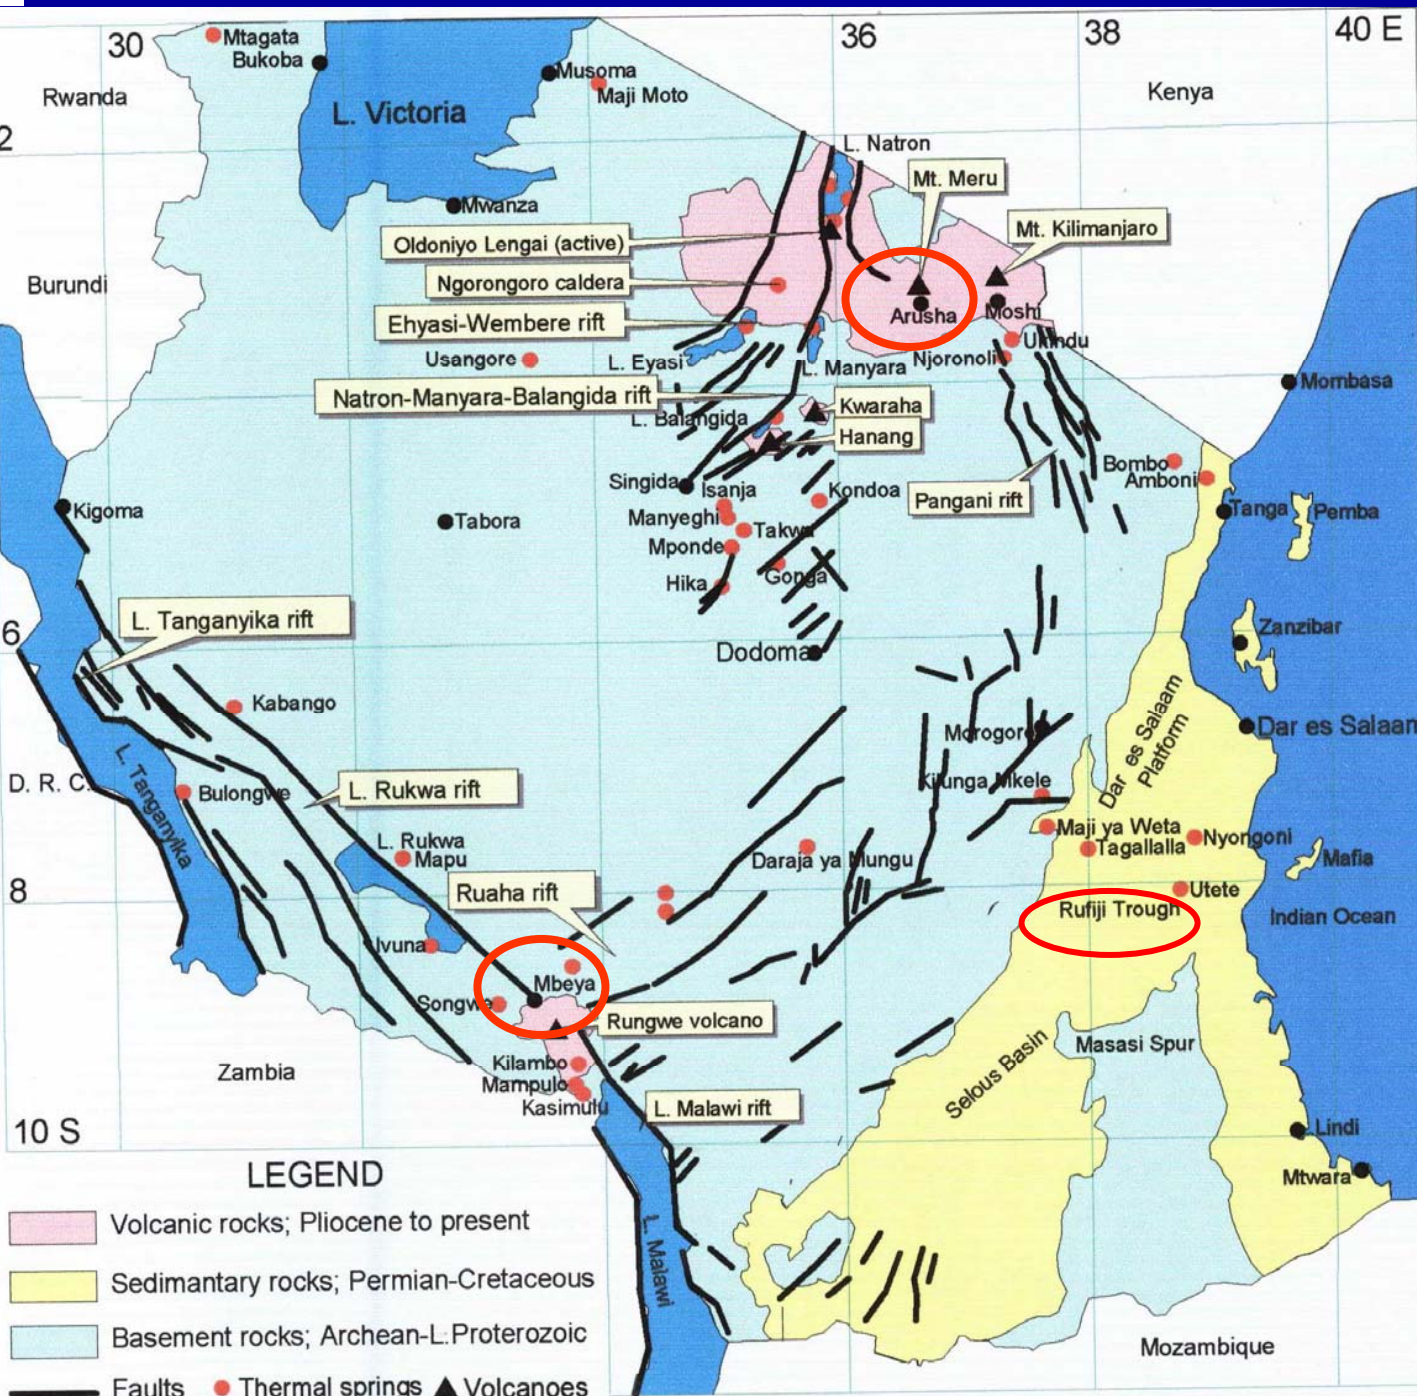 30
36
38
40 E
Mtagata
Bukoba
Musoma
Maji Moto
Rwanda
L. Victoria
Kenya
2
L. Natron
Mt. Meru
Mwanza
Mt. Kilimanjaro
Oldoniyo Lengai (active)
Burundi
Ngorongoro caldera
Arusha
Moshi
Ehyasi-Wembere rift
Usangore
L. Eyasi
L. Manyara
Njoronoli
Mombasa
Natron-Manyara-Balangida rift
Kwaraha
L. Balangida
Hanang
Bombo
Amboni
Singida
Isanja
Kondoa
Pangani rift
Kigoma
Tabora
Manyeghi
Takwa
Tanga
Pemba
Mponde
Hika
Gonga
L. Tanganyika rift
6
Zanzibar
Dodoma
Kabango
Dar es Salaam
Platform
Morogoro
Dar es Salaam
D. R. C.
L. Tanganyika
Bulongwe
L. Rukwa rift
Kilunga Mkele
L. Rukwa
Mapu
Daraja ya Mungu
Maji ya Weta
Tagallalla
Nyongoni
Mafia
8
Ruaha rift
Utete
Rufiji Trough
Indian Ocean
Ivuna
Mbeya
Songwe
Rungwe volcano
Masasi Spur
Selous Basin
Zambia
Kilambo
Mampulo
Kasimulu
L. Malawi rift
10 S
Lindi
Mtwara
L. Malawi
Mozambique
LEGEND
Volcanic rocks; Pliocene to present
Sedimantary rocks; Permian-Cretaceous
Basement rocks; Archean-L.Proterozoic
Faults
Thermal springs
Volcanoes